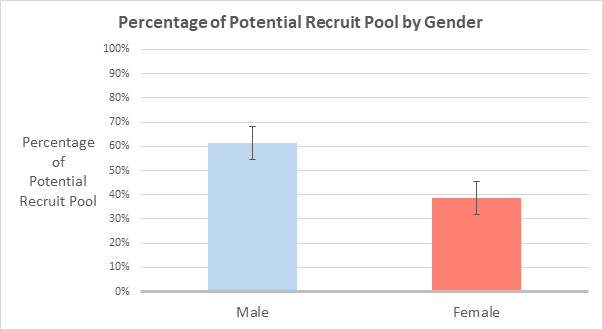 Percentage of Potential Recruit Pool by Gender
100%
90%
80%
70%
60%
50%
40%
30%
20%
10%
0%
Percentage
of
Potential
Recruit Pool
Male
Female